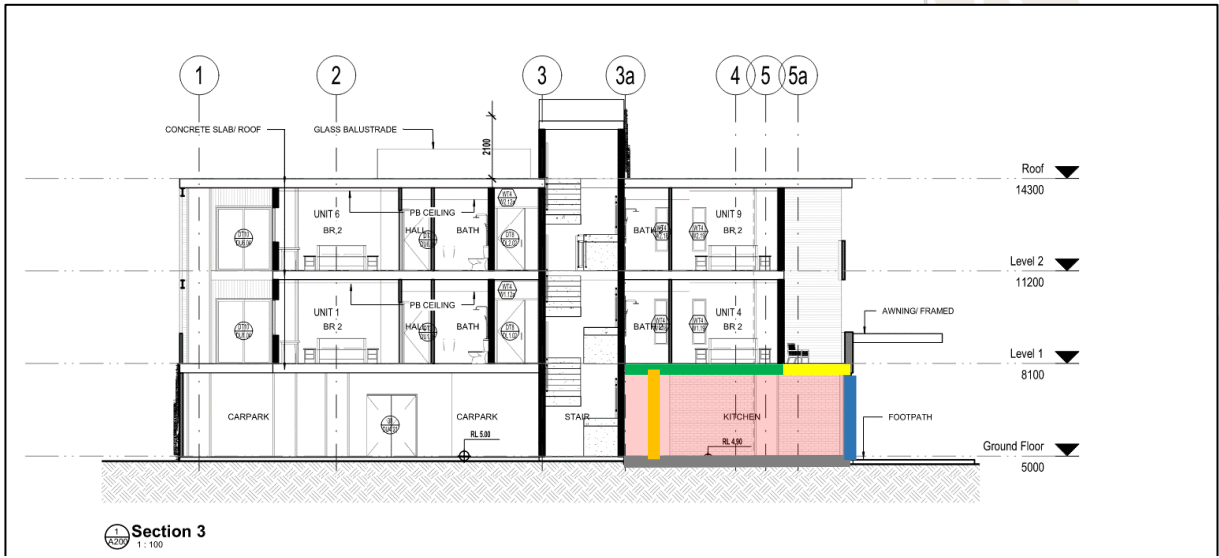 1 2 3 3a 4 5 5a
CONCRETE SLAB/ ROOF
GLASS BALUSTRADE
2100
Roof
14300
UNIT 6
BR,2
PB CEILING
HALL
BATH
WT4
UNIT 9
BR,2
Level 2
11200
UNIT 1
BR 2
PB CEILING
HALL
BATH
WT4
UNIT 4
BR 2
AWNING/ FRAMED
Level 1
8100
CARPARK
CARPARK
STAIR
KITCHEN
FOOTPATH
RL 5.00
RL 4,90
Ground Floor
5000
1
A200
Section 3
1 : 100